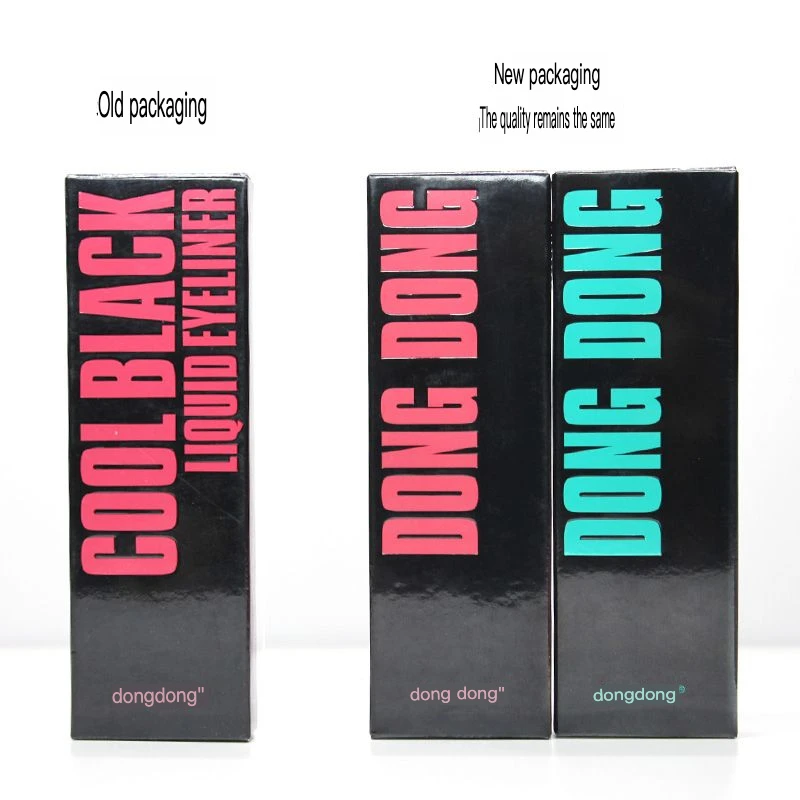 Old packaging
New packaging
The quality remains the same
COOL BLACK
LIQUID EYELINER
dongdong"
DONG DONG
dong dong"
DONG DONG
dongdong®